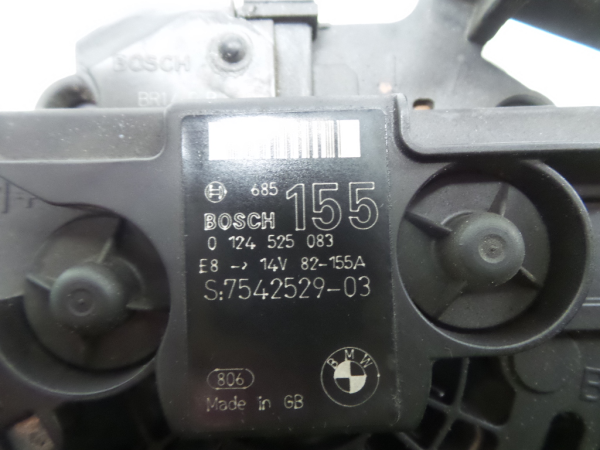 BOSCH
685
155
BOSCH
0 124 525 083
E8 -> 14V 82-155A
S:7542529-03
806
BMW
Made in GB